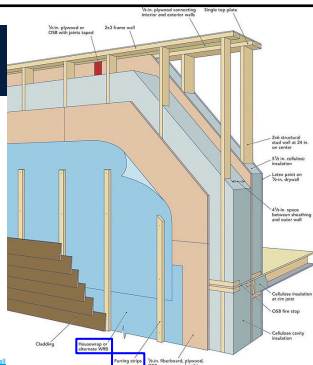 ½-in. plywood or
OSB with joints taped
2x3 frame wall
½-in. plywood connecting
interior and exterior walls
Single top plate
2x6 structural
stud wall at 24 in.
on center
5½-in. cellulose
insulation
Latex paint on
½-in. drywall
4½-in. space
between sheathing
and outer wall
Cellulose insulation
at rim joist
OSB fire stop
Cellulose cavity
insulation
Cladding
Housewrap or
alternate WRB
Furring strips
½-in. fiberboard, plywood,